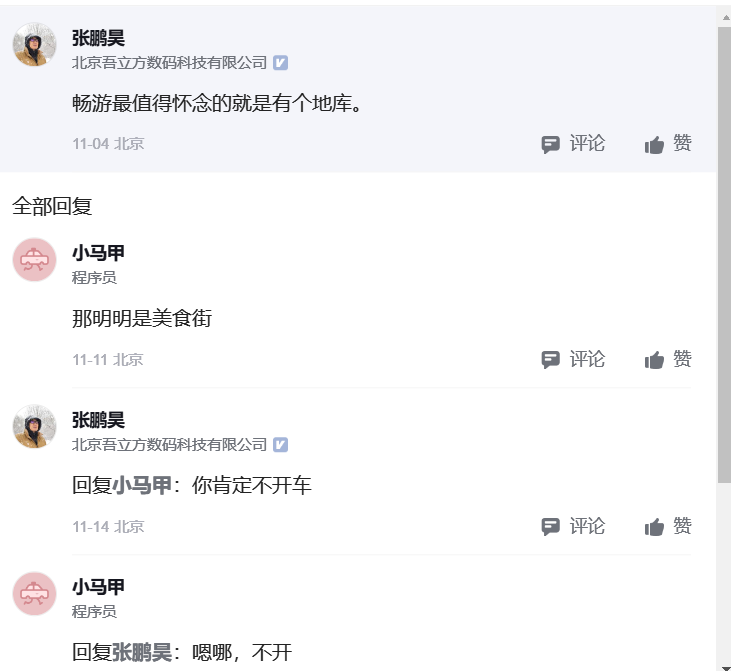 张鹏昊
北京吾立方数码科技有限公司
畅游最值得怀念的就是有个地库。
11-04 北京
评论 赞
全部回复
小马甲
程序员
那明明是美食街
11-11 北京
评论 赞
张鹏昊
北京吾立方数码科技有限公司
回复小马甲：你肯定不开车
11-14 北京
评论 赞
小马甲
程序员
回复张鹏昊：嗯哪，不开